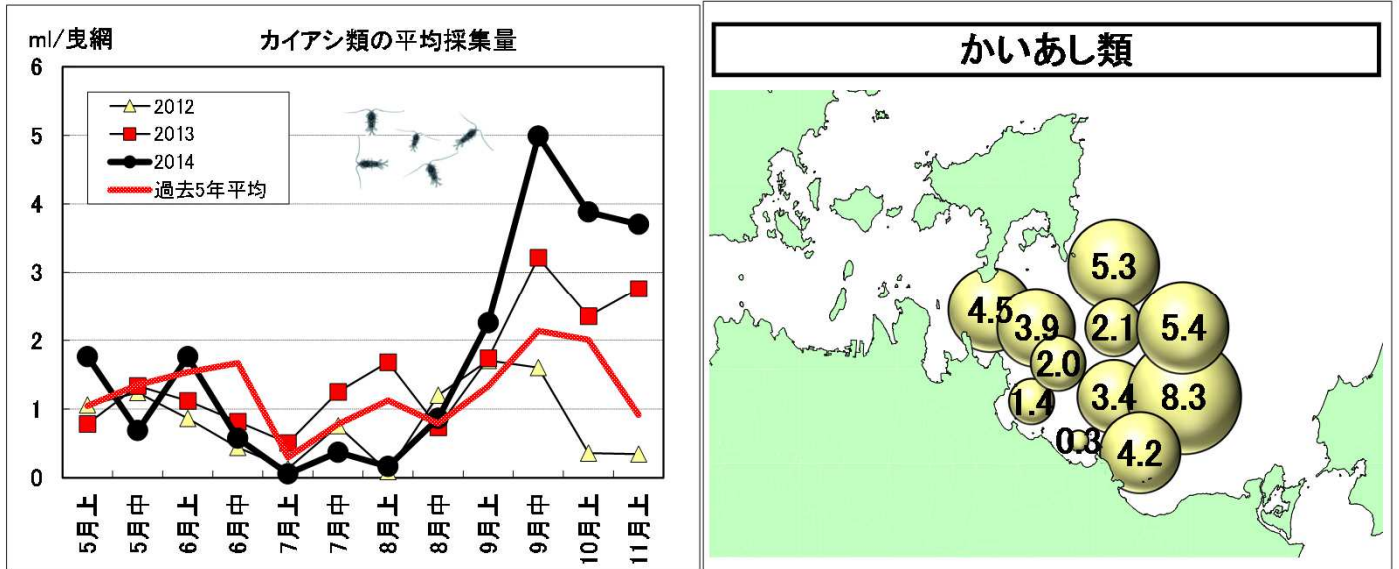 ml/曳網
カイアシ類の平均採集量
6
5
4
3
2
1
0
2012
2013
2014
過去5年平均
5月上
5月中
6月上
6月中
7月上
7月中
8月上
8月中
9月上
9月中
10月上
11月上
かいあし類
5.3
4.5
3.9
2.1
5.4
2.0
1.4
3.4
8.3
0.3
4.2